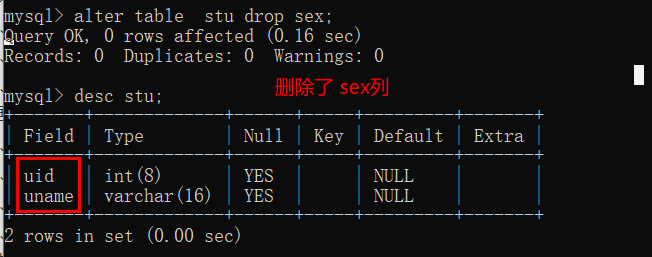 mysql> alter table  stu drop sex;
Query OK, 0 rows affected (0.16 sec)
Records: 0  Duplicates: 0  Warnings: 0
删除了 sex列
mysql> desc stu;
+-------+-------------+------+-----+---------+-------+
| Field | Type        | Null | Key | Default | Extra |
+-------+-------------+------+-----+---------+-------+
| uid   | int(8)      | YES  |     | NULL    |       |
| uname | varchar(16) | YES  |     | NULL    |       |
+-------+-------------+------+-----+---------+-------+
2 rows in set (0.00 sec)